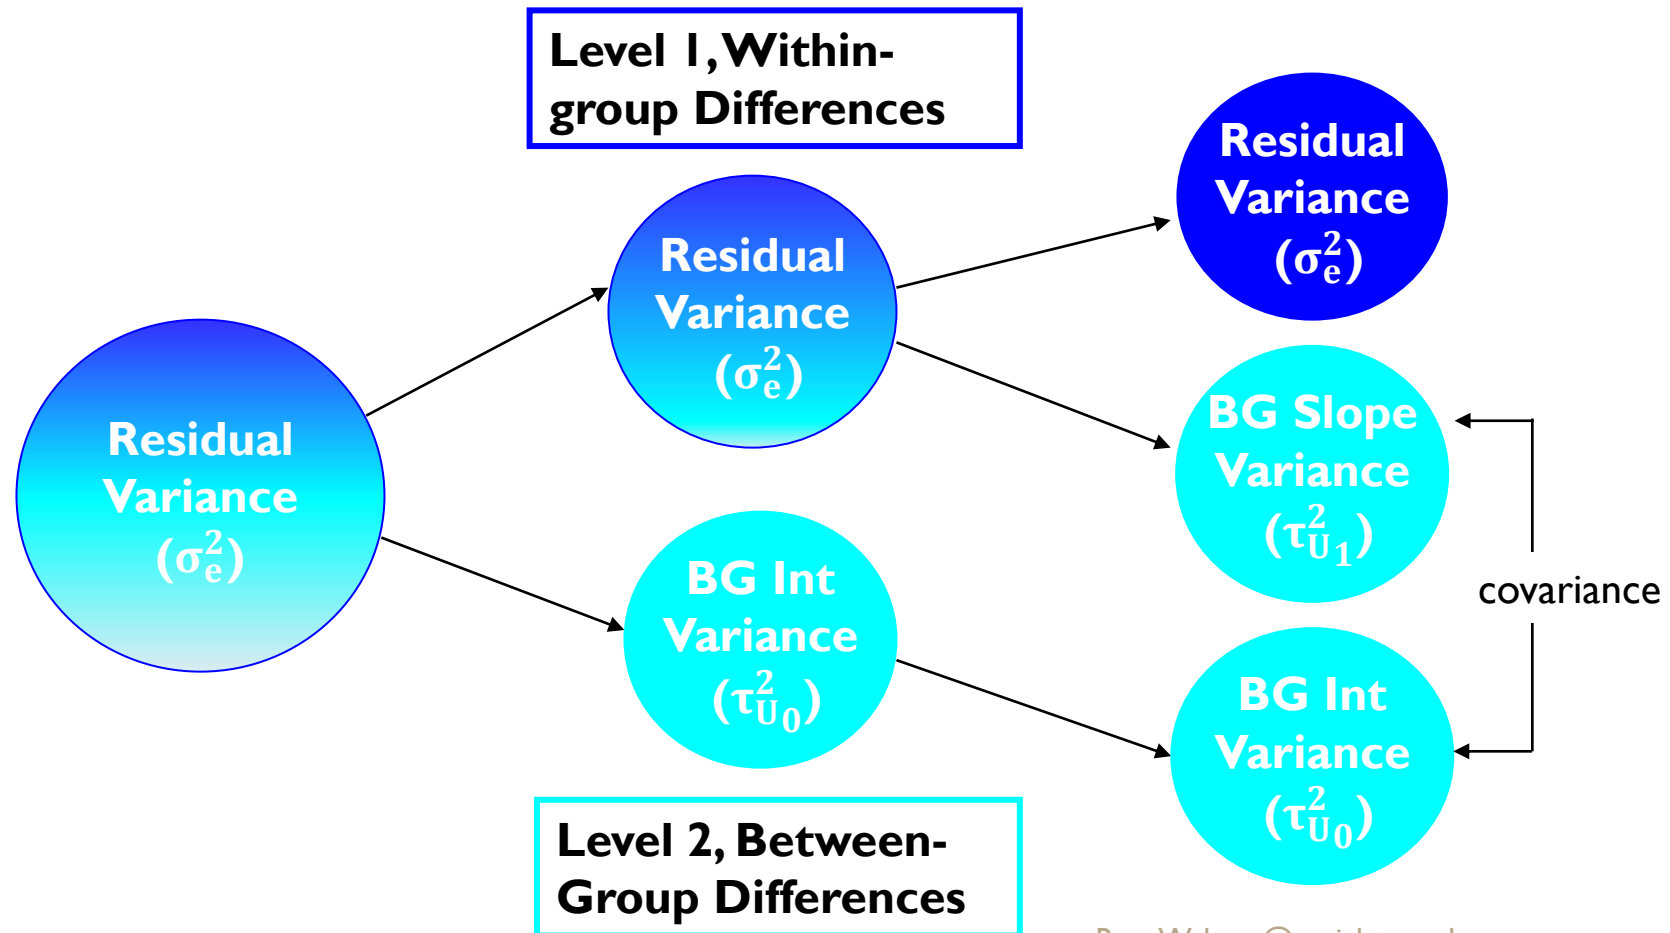 Level 1, Within-
group Differences
Residual
Variance
(σ²ₑ)
Residual
Variance
(σ²ₑ)
Residual
Variance
(σ²ₑ)
BG Int
Variance
(τ²U₀)
BG Slope
Variance
(τ²U₁)
BG Int
Variance
(τ²U₀)
covariance
Level 2, Between-
Group Differences